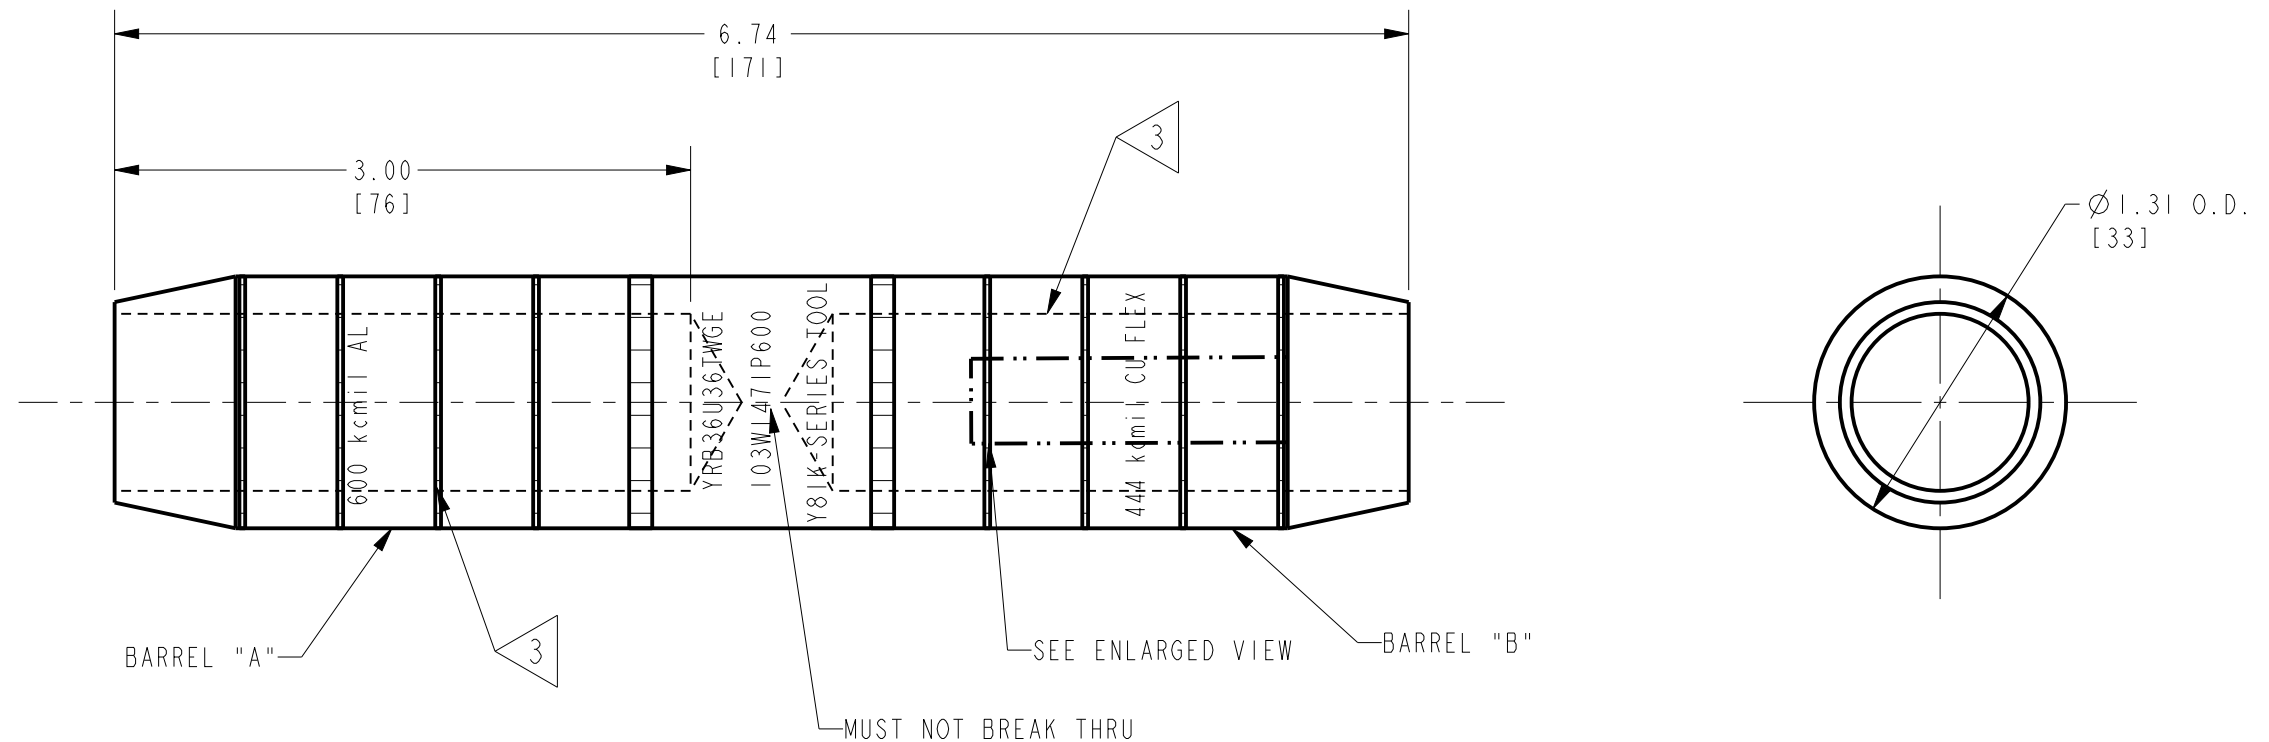 6.74
[171]
3
3.00
[76]
Ø1.31 O.D.
[33]
600 kcmil AL
YRB36U36TWGE
103W1471P600
Y81K-SERIES TOOL
444 kcmil CU FLEX
BARREL "A"
3
SEE ENLARGED VIEW
BARREL "B"
MUST NOT BREAK THRU